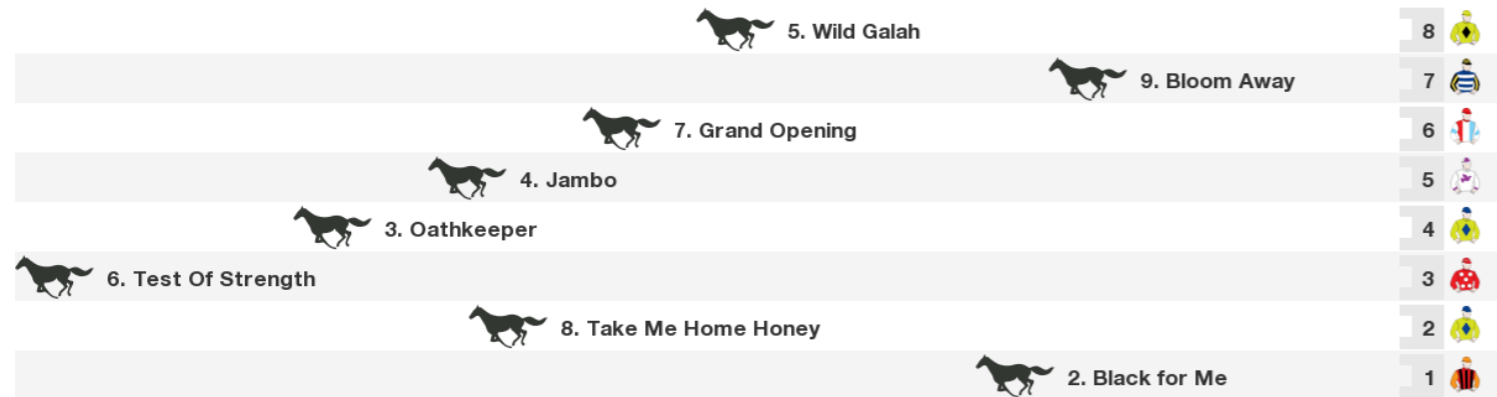 5. Wild Galah 8
9. Bloom Away 7
7. Grand Opening 6
4. Jambo 5
3. Oathkeeper 4
6. Test Of Strength 3
8. Take Me Home Honey 2
2. Black for Me 1